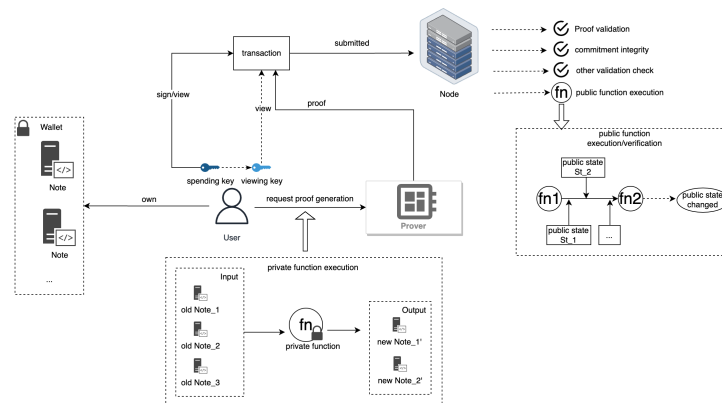 transaction
submitted
Node
Proof validation
commitment integrity
other validation check
fn
public function execution
sign/view
view
proof
Wallet
</>
Note
</>
Note
...
spending key
viewing key
own
User
request proof generation
Prover
public function
execution/verification
public state
St_2
fn1
fn2
public state
changed
public state
St_1
...
private function execution
Input
old Note_1
old Note_2
old Note_3
fn
private function
Output
new Note_1'
new Note_2'